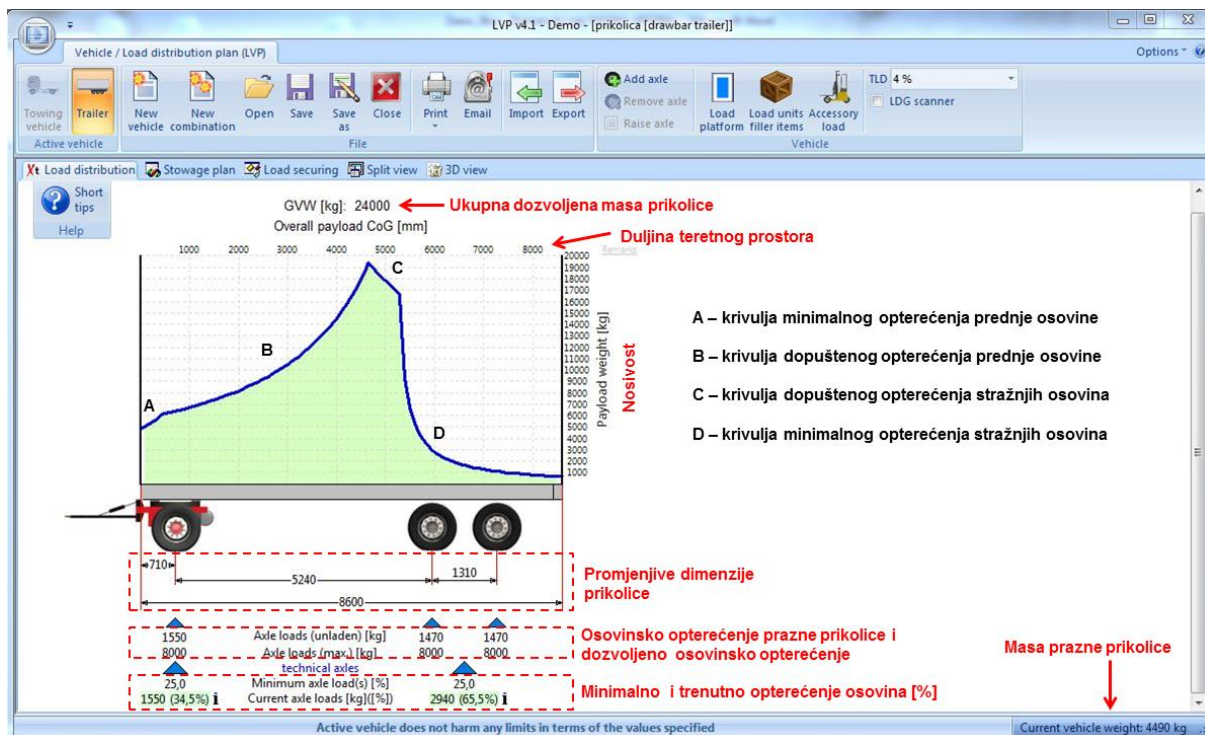 LVP v4.1 - Demo - [prikolica [drawbar trailer]]
Vehicle / Load distribution plan (LVP)
Options
Towing vehicle
Trailer
Active vehicle
New vehicle
New combination
Open
Save
Save as
Close
Print
Email
Import
Export
File
Add axle
Remove axle
Raise axle
Load platform
Load units filler items
Accessory load
TLD 4 %
LDG scanner
Vehicle
Xt Load distribution
Stowage plan
Load securing
Split view
3D view
Short tips
Help
GVW [kg]: 24000
Ukupna dozvoljena masa prikolice
Overall payload CoG [mm]
Duljina teretnog prostora
1000 2000 3000 4000 5000 6000 7000 8000
Remarks
20000
19000
18000
17000
16000
15000
14000
13000
12000
11000
10000
9000
8000
7000
6000
5000
4000
3000
2000
1000
Payload weight [kg]
Nosivost
A
B
C
D
A – krivulja minimalnog opterećenja prednje osovine
B – krivulja dopuštenog opterećenja prednje osovine
C – krivulja dopuštenog opterećenja stražnjih osovina
D – krivulja minimalnog opterećenja stražnjih osovina
710
5240
1310
8600
Promjenjive dimenzije
prikolice
1550 Axle loads (unladen) [kg] 1470 1470
8000 Axle loads (max.) [kg] 8000 8000
Osovinsko opterećenje prazne prikolice i
dozvoljeno osovinsko opterećenje
technical axles
25,0 Minimum axle load(s) [%] 25,0
1550 (34,5%) i Current axle loads [kg]([%]) 2940 (65,5%) i
Minimalno i trenutno opterećenje osovina [%]
Masa prazne prikolice
Active vehicle does not harm any limits in terms of the values specified
Current vehicle weight: 4490 kg